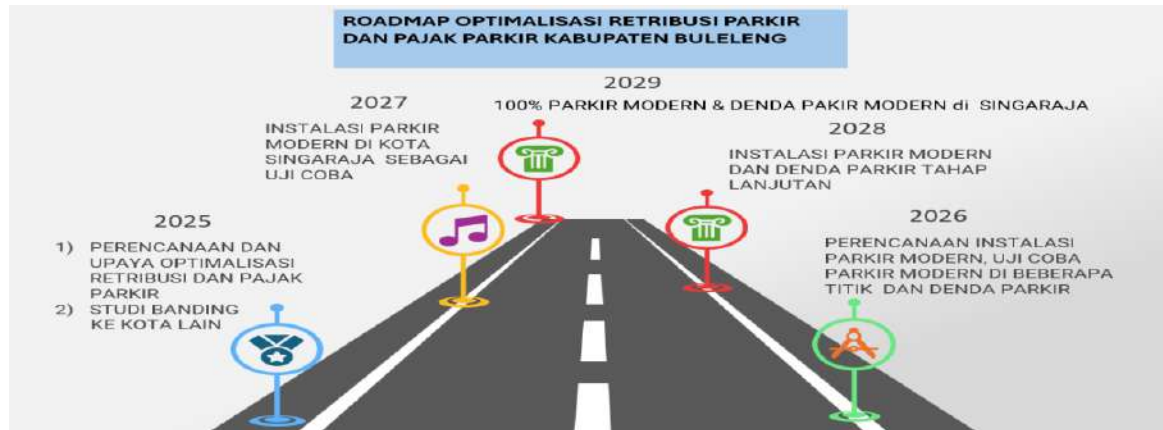 ROADMAP OPTIMALISASI RETRIBUSI PARKIR
DAN PAJAK PARKIR KABUPATEN BULELENG
2029
100% PARKIR MODERN & DENDA PAKIR MODERN di SINGARAJA
2027
INSTALASI PARKIR
MODERN DI KOTA
SINGARAJA SEBAGAI
UJI COBA
2028
INSTALASI PARKIR MODERN
DAN DENDA PARKIR TAHAP
LANJUTAN
2025
1) PERENCANAAN DAN
UPAYA OPTIMALISASI
RETRIBUSI DAN PAJAK
PARKIR
2) STUDI BANDING
KE KOTA LAIN
2026
PERENCANAAN INSTALASI
PARKIR MODERN, UJI COBA
PARKIR MODERN DI BEBERAPA
TITIK DAN DENDA PARKIR